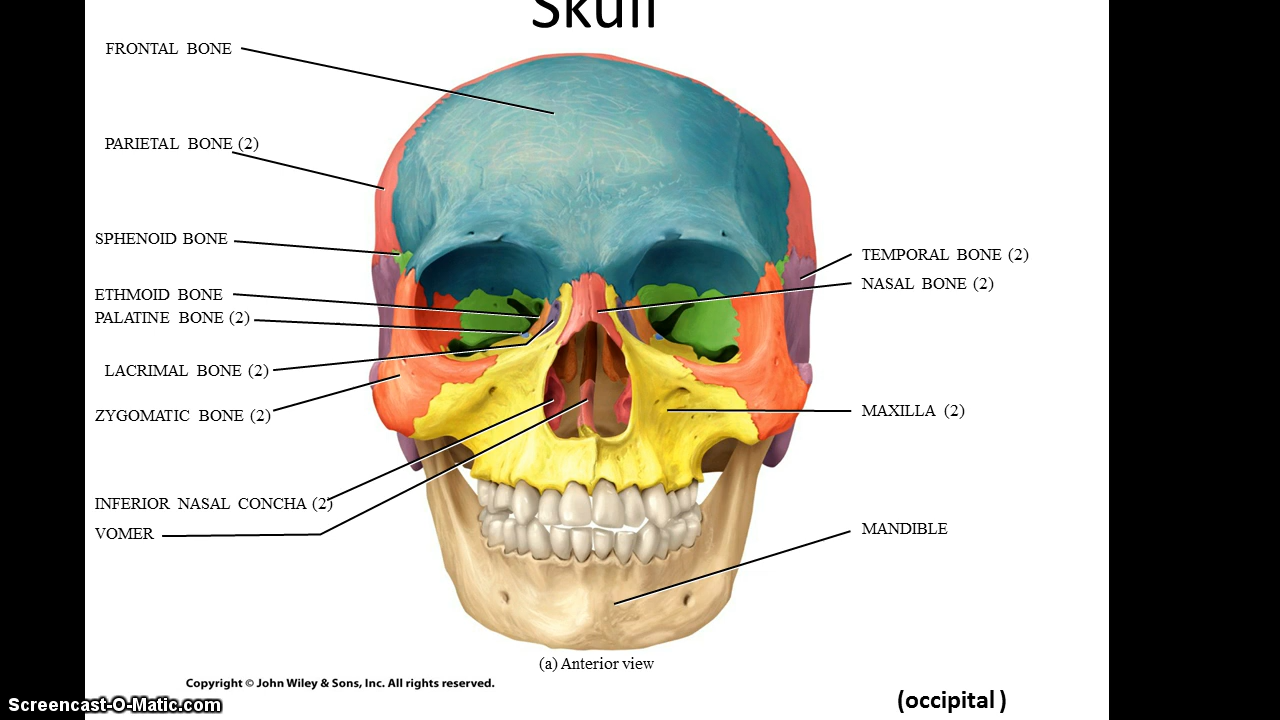 Skull
FRONTAL BONE
PARIETAL BONE (2)
SPHENOID BONE
ETHMOID BONE
PALATINE BONE (2)
LACRIMAL BONE (2)
ZYGOMATIC BONE (2)
INFERIOR NASAL CONCHA (2)
VOMER
TEMPORAL BONE (2)
NASAL BONE (2)
MAXILLA (2)
MANDIBLE
(a) Anterior view
Copyright © John Wiley & Sons, Inc. All rights reserved.
(occipital )
Screencast-O-Matic.com